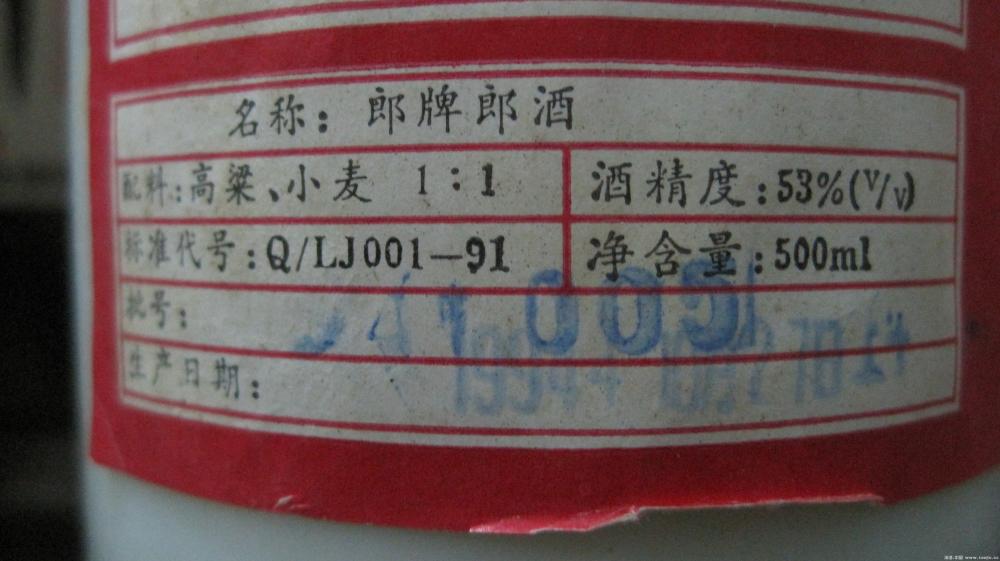 名称：郎牌郎酒
配料：高粱、小麦 1：1
酒精度：53%(V/V)
标准代号：Q/LJ001—91
净含量：500ml
批号：
生产日期：